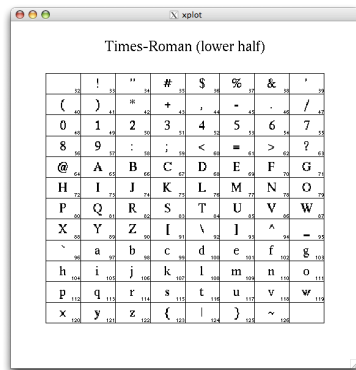 xplot
Times-Roman (lower half)
32 ! 33 " 34 # 35 $ 36 % 37 & 38 ' 39
( 40 ) 41 * 42 + 43 , 44 - 45 . 46 / 47
0 48 1 49 2 50 3 51 4 52 5 53 6 54 7 55
8 56 9 57 : 58 ; 59 < 60 = 61 > 62 ? 63
@ 64 A 65 B 66 C 67 D 68 E 69 F 70 G 71
H 72 I 73 J 74 K 75 L 76 M 77 N 78 O 79
P 80 Q 81 R 82 S 83 T 84 U 85 V 86 W 87
X 88 Y 89 Z 90 [ 91 \ 92 ] 93 ^ 94 _ 95
` 96 a 97 b 98 c 99 d 100 e 101 f 102 g 103
h 104 i 105 j 106 k 107 l 108 m 109 n 110 o 111
p 112 q 113 r 114 s 115 t 116 u 117 v 118 w 119
x 120 y 121 z 122 { 123 | 124 } 125 ~ 126